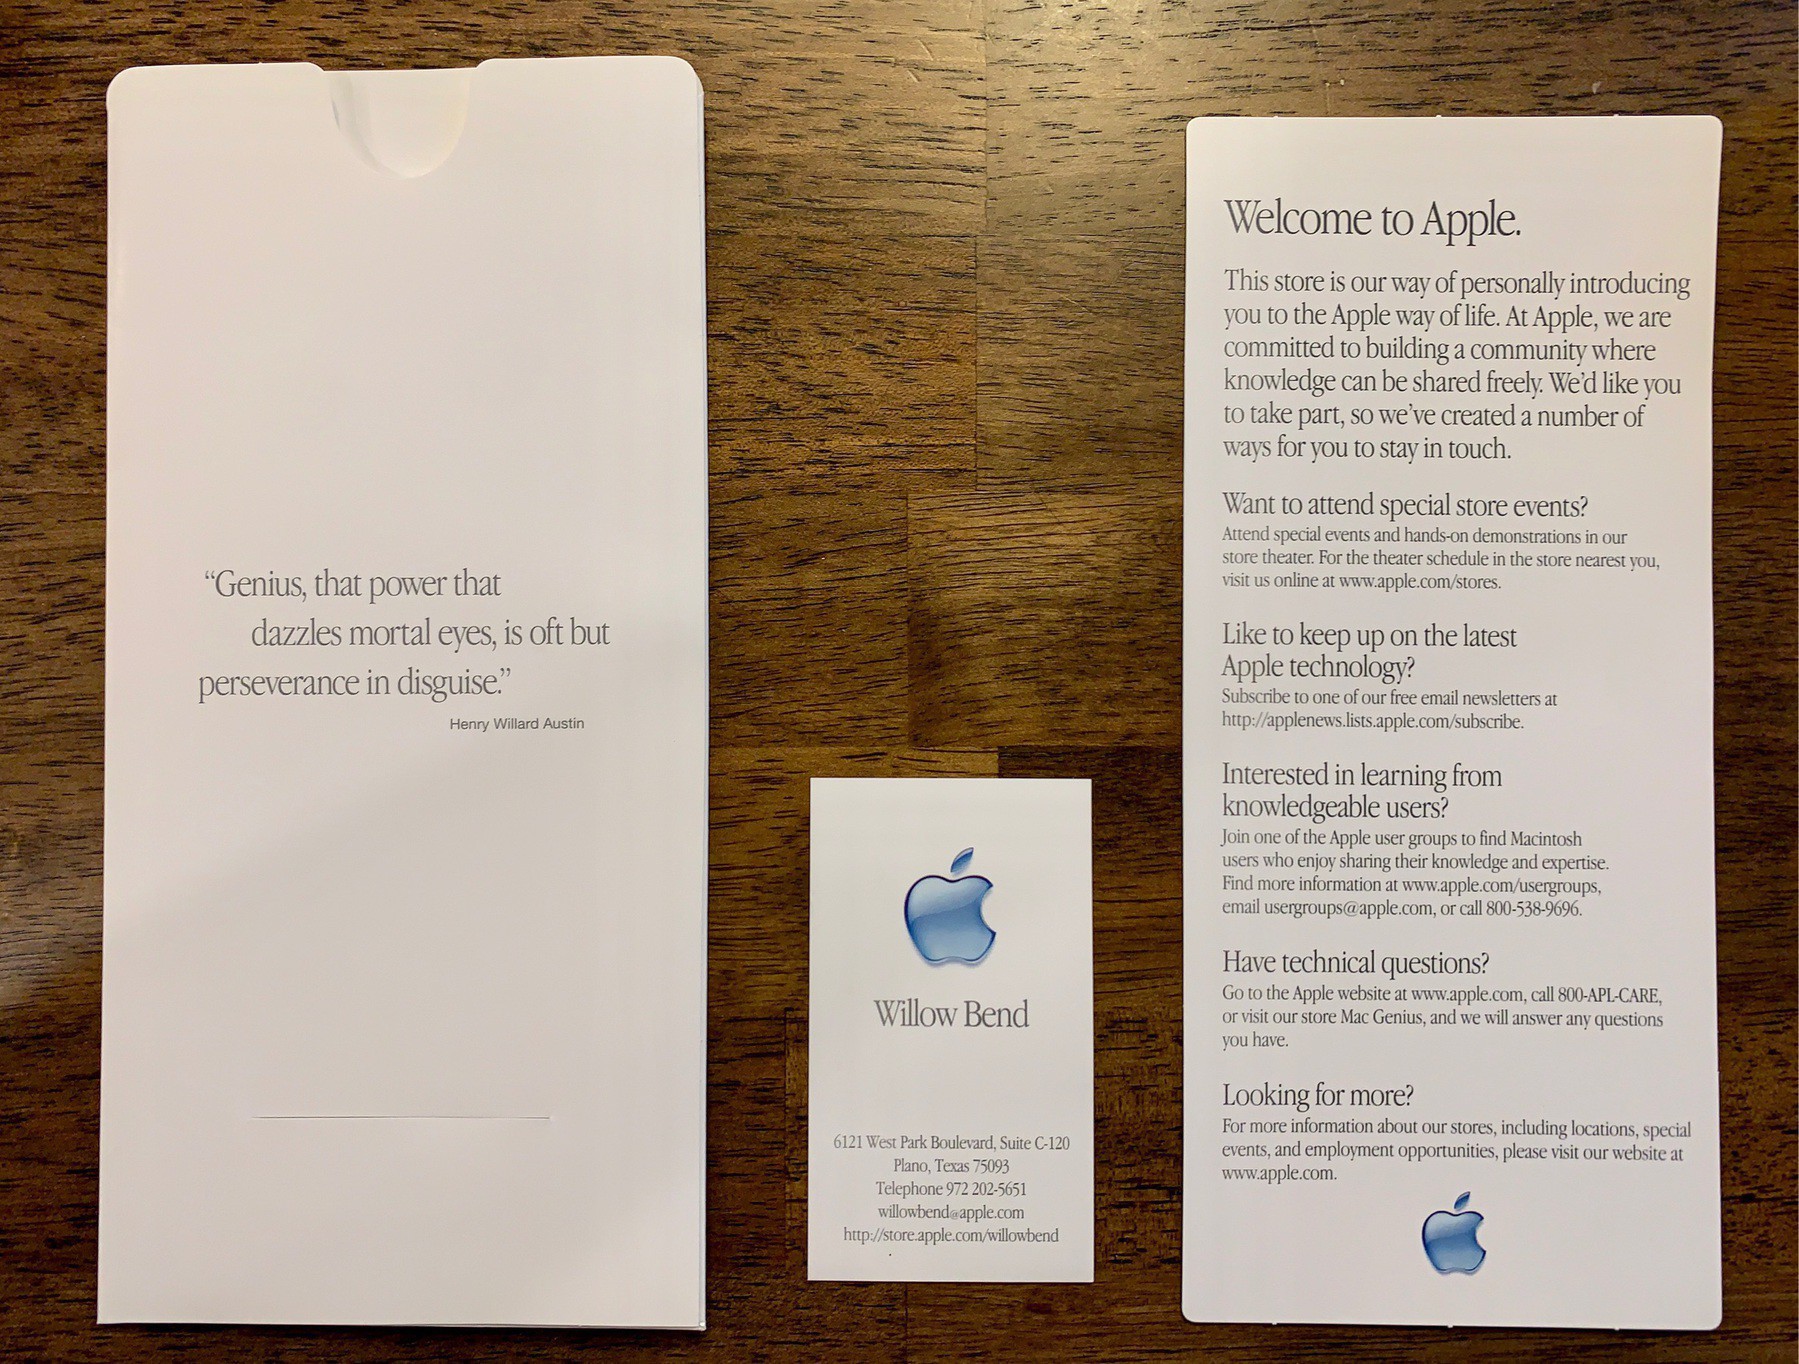 “Genius, that power that
dazzles mortal eyes, is oft but
perseverance in disguise.”
Henry Willard Austin
Willow Bend
6121 West Park Boulevard, Suite C-120
Plano, Texas 75093
Telephone 972 202-5651
willowbend@apple.com
http://store.apple.com/willowbend
Welcome to Apple.
This store is our way of personally introducing
you to the Apple way of life. At Apple, we are
committed to building a community where
knowledge can be shared freely. We’d like you
to take part, so we’ve created a number of
ways for you to stay in touch.
Want to attend special store events?
Attend special events and hands-on demonstrations in our
store theater. For the theater schedule in the store nearest you,
visit us online at www.apple.com/stores.
Like to keep up on the latest
Apple technology?
Subscribe to one of our free email newsletters at
http://applenews.lists.apple.com/subscribe.
Interested in learning from
knowledgeable users?
Join one of the Apple user groups to find Macintosh
users who enjoy sharing their knowledge and expertise.
Find more information at www.apple.com/usergroups,
email usergroups@apple.com, or call 800-538-9696.
Have technical questions?
Go to the Apple website at www.apple.com, call 800-APL-CARE,
or visit our store Mac Genius, and we will answer any questions
you have.
Looking for more?
For more information about our stores, including locations, special
events, and employment opportunities, please visit our website at
www.apple.com.